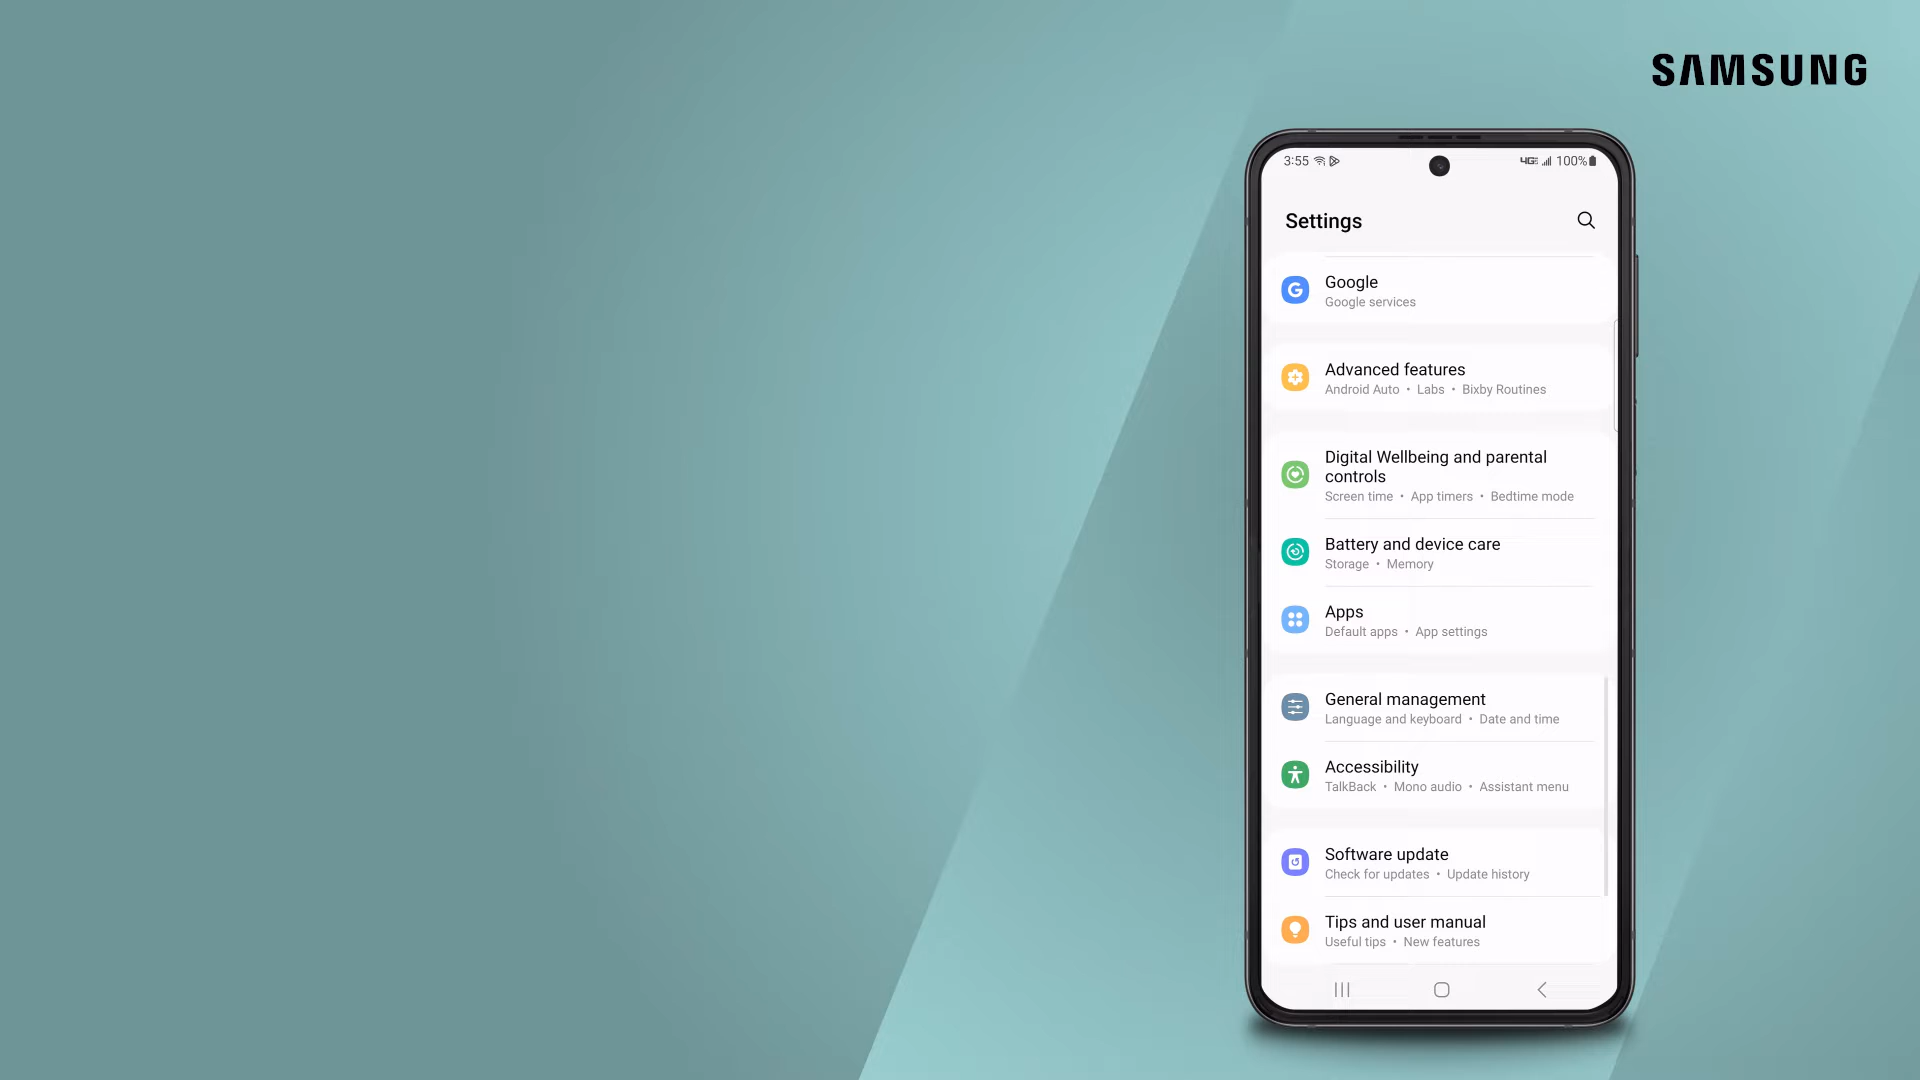 SAMSUNG
3:55 4G 100%
Settings
Google
Google services
Advanced features
Android Auto • Labs • Bixby Routines
Digital Wellbeing and parental
controls
Screen time • App timers • Bedtime mode
Battery and device care
Storage • Memory
Apps
Default apps • App settings
General management
Language and keyboard • Date and time
Accessibility
TalkBack • Mono audio • Assistant menu
Software update
Check for updates • Update history
Tips and user manual
Useful tips • New features